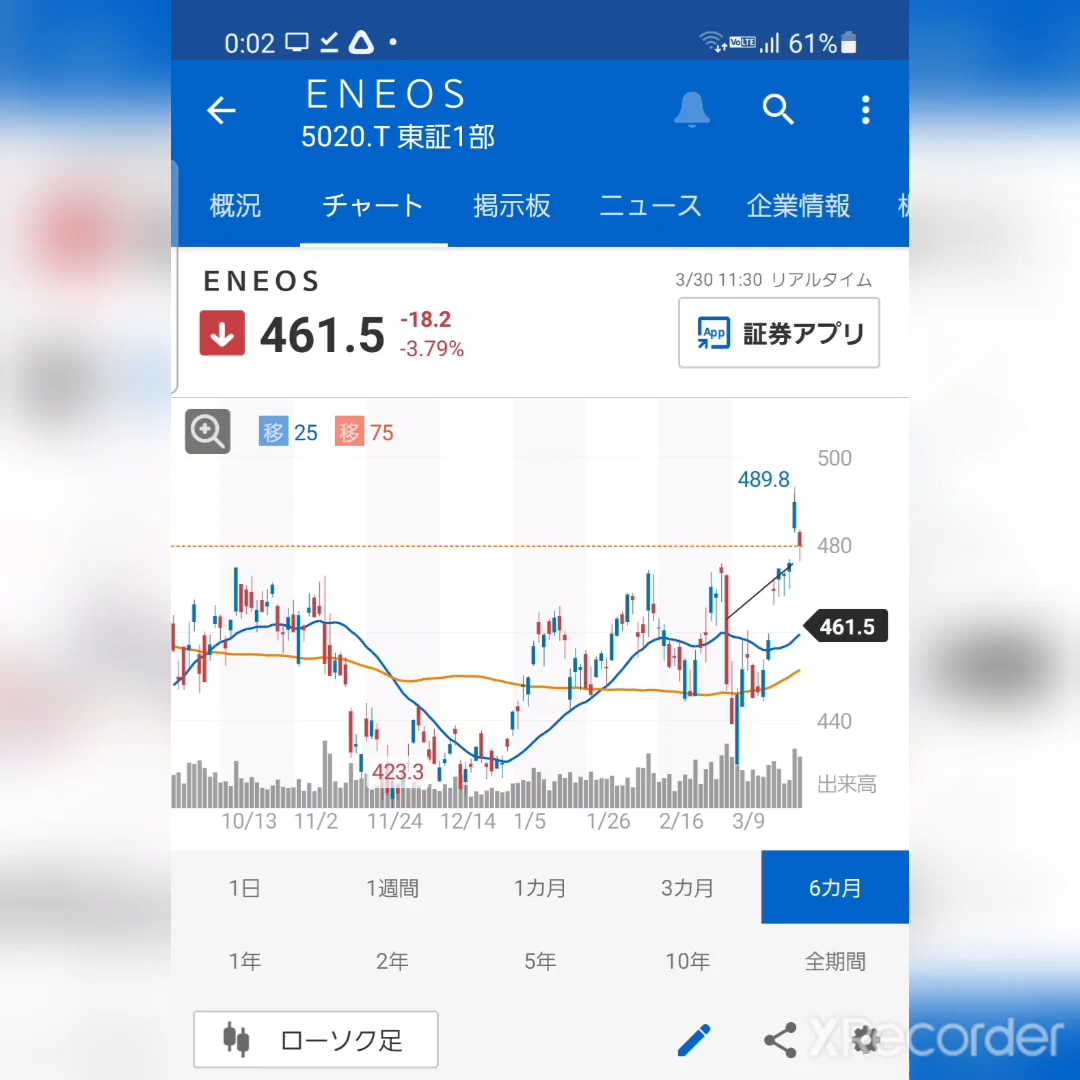 0:02 VoLTE 61%
ENEOS
5020.T 東証1部
概況 チャート 掲示板 ニュース 企業情報
ENEOS
3/30 11:30 リアルタイム
461.5 -18.2
-3.79%
App 証券アプリ
移 25 移 75
500
489.8
480
461.5
440
423.3
出来高
10/13 11/2 11/24 12/14 1/5 1/26 2/16 3/9
1日 1週間 1カ月 3カ月 6カ月
1年 2年 5年 10年 全期間
ローソク足
XRecorder